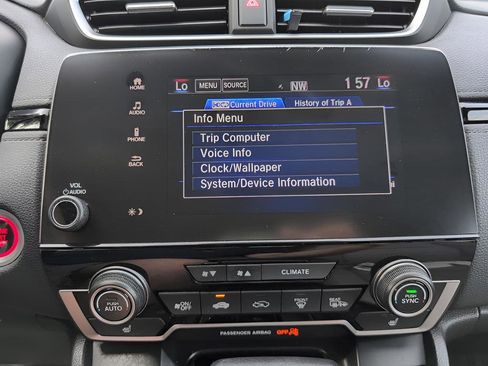 HOME
AUDIO
PHONE
BACK
VOL
AUDIO
Lo MENU SOURCE NW 1 57 Lo
Current Drive History of Trip A
Info Menu
Trip Computer
Voice Info
Clock/Wallpaper
System/Device Information
CLIMATE
PUSH
AUTO
ON/
OFF
FRONT
REAR
PUSH
SYNC
PASSENGER AIRBAG OFF